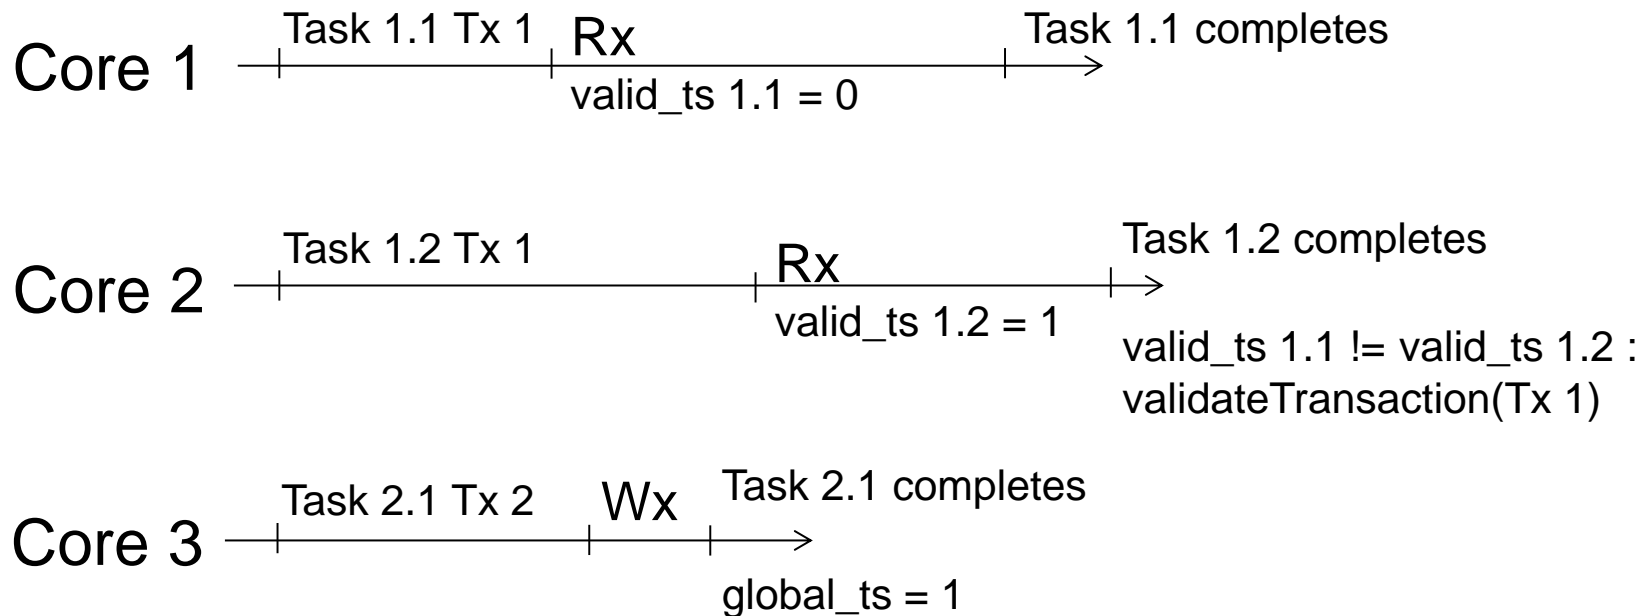 Task 1.1 Tx 1
Rx
Task 1.1 completes
Core 1
valid_ts 1.1 = 0
Task 1.2 Tx 1
Rx
Task 1.2 completes
Core 2
valid_ts 1.2 = 1
valid_ts 1.1 != valid_ts 1.2 :
validateTransaction(Tx 1)
Task 2.1 Tx 2
Wx
Task 2.1 completes
Core 3
global_ts = 1